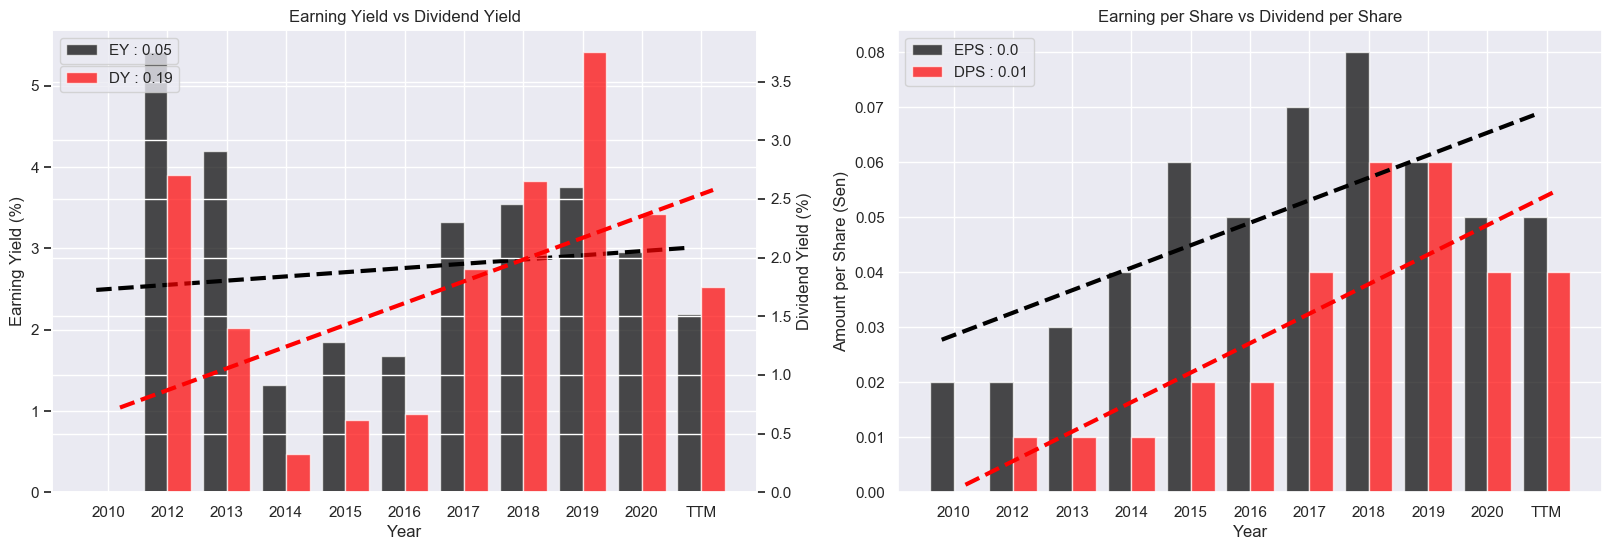 Earning Yield vs Dividend Yield
EY : 0.05
DY : 0.19
5
4
3
2
1
0
Earning Yield (%)
3.5
3.0
2.5
2.0
1.5
1.0
0.5
0.0
Dividend Yield (%)
2010 2012 2013 2014 2015 2016 2017 2018 2019 2020 TTM
Year
Earning per Share vs Dividend per Share
EPS : 0.0
DPS : 0.01
0.08
0.07
0.06
0.05
0.04
0.03
0.02
0.01
0.00
Amount per Share (Sen)
2010 2012 2013 2014 2015 2016 2017 2018 2019 2020 TTM
Year